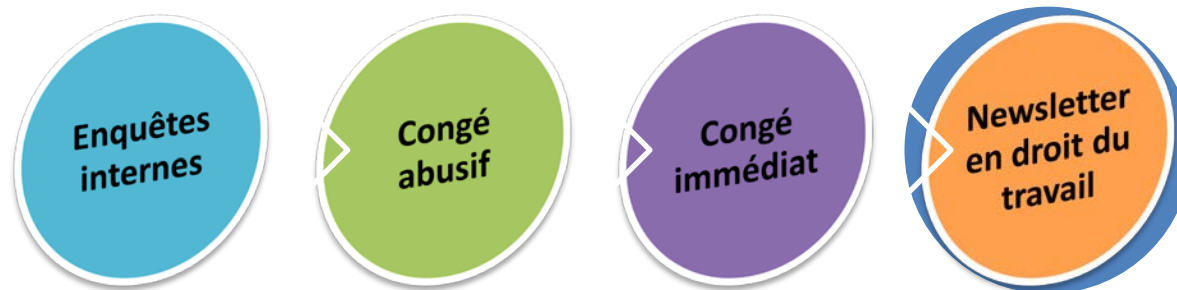 Enquêtes
internes
Congé
abusif
Congé
immédiat
Newsletter
en droit du
travail